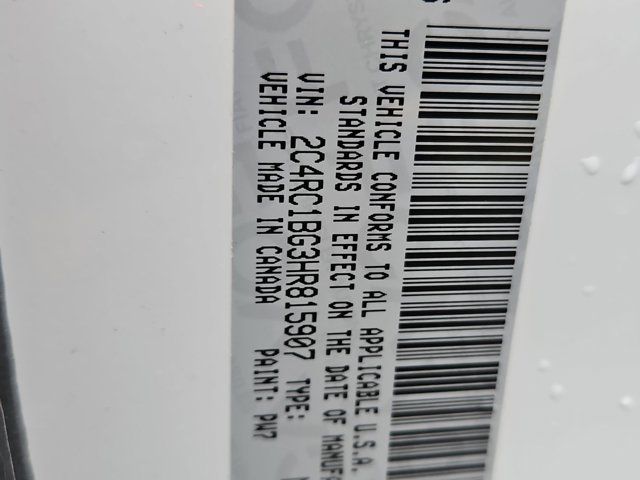 THIS VEHICLE CONFORMS TO ALL APPLICABLE U.S.A.
STANDARDS IN EFFECT ON THE DATE OF
VIN: 2C4RC1BG3HR815907 TYPE:
VEHICLE MADE IN CANADA PAINT: PW7